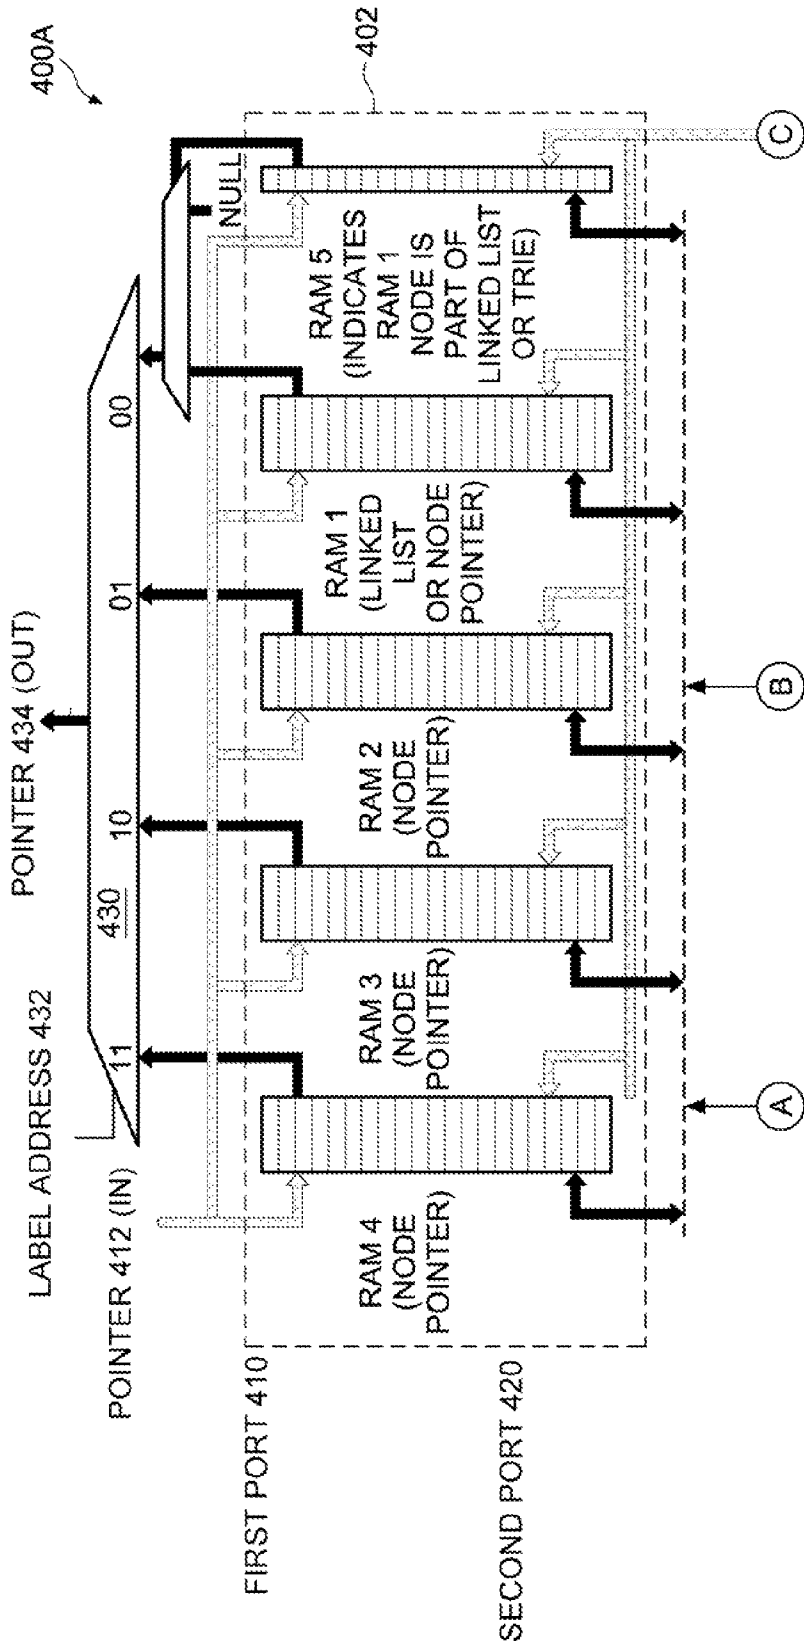 400A
402
POINTER 434 (OUT)
LABEL ADDRESS 432
430
11
10
01
00
POINTER 412 (IN)
NULL
FIRST PORT 410
RAM 4
(NODE
POINTER)
RAM 3
(NODE
POINTER)
RAM 2
(NODE
POINTER)
RAM 1
(LINKED
LIST
OR NODE
POINTER)
RAM 5
(INDICATES
RAM 1
NODE IS
PART OF
LINKED LIST
OR TRIE)
SECOND PORT 420
A
B
C